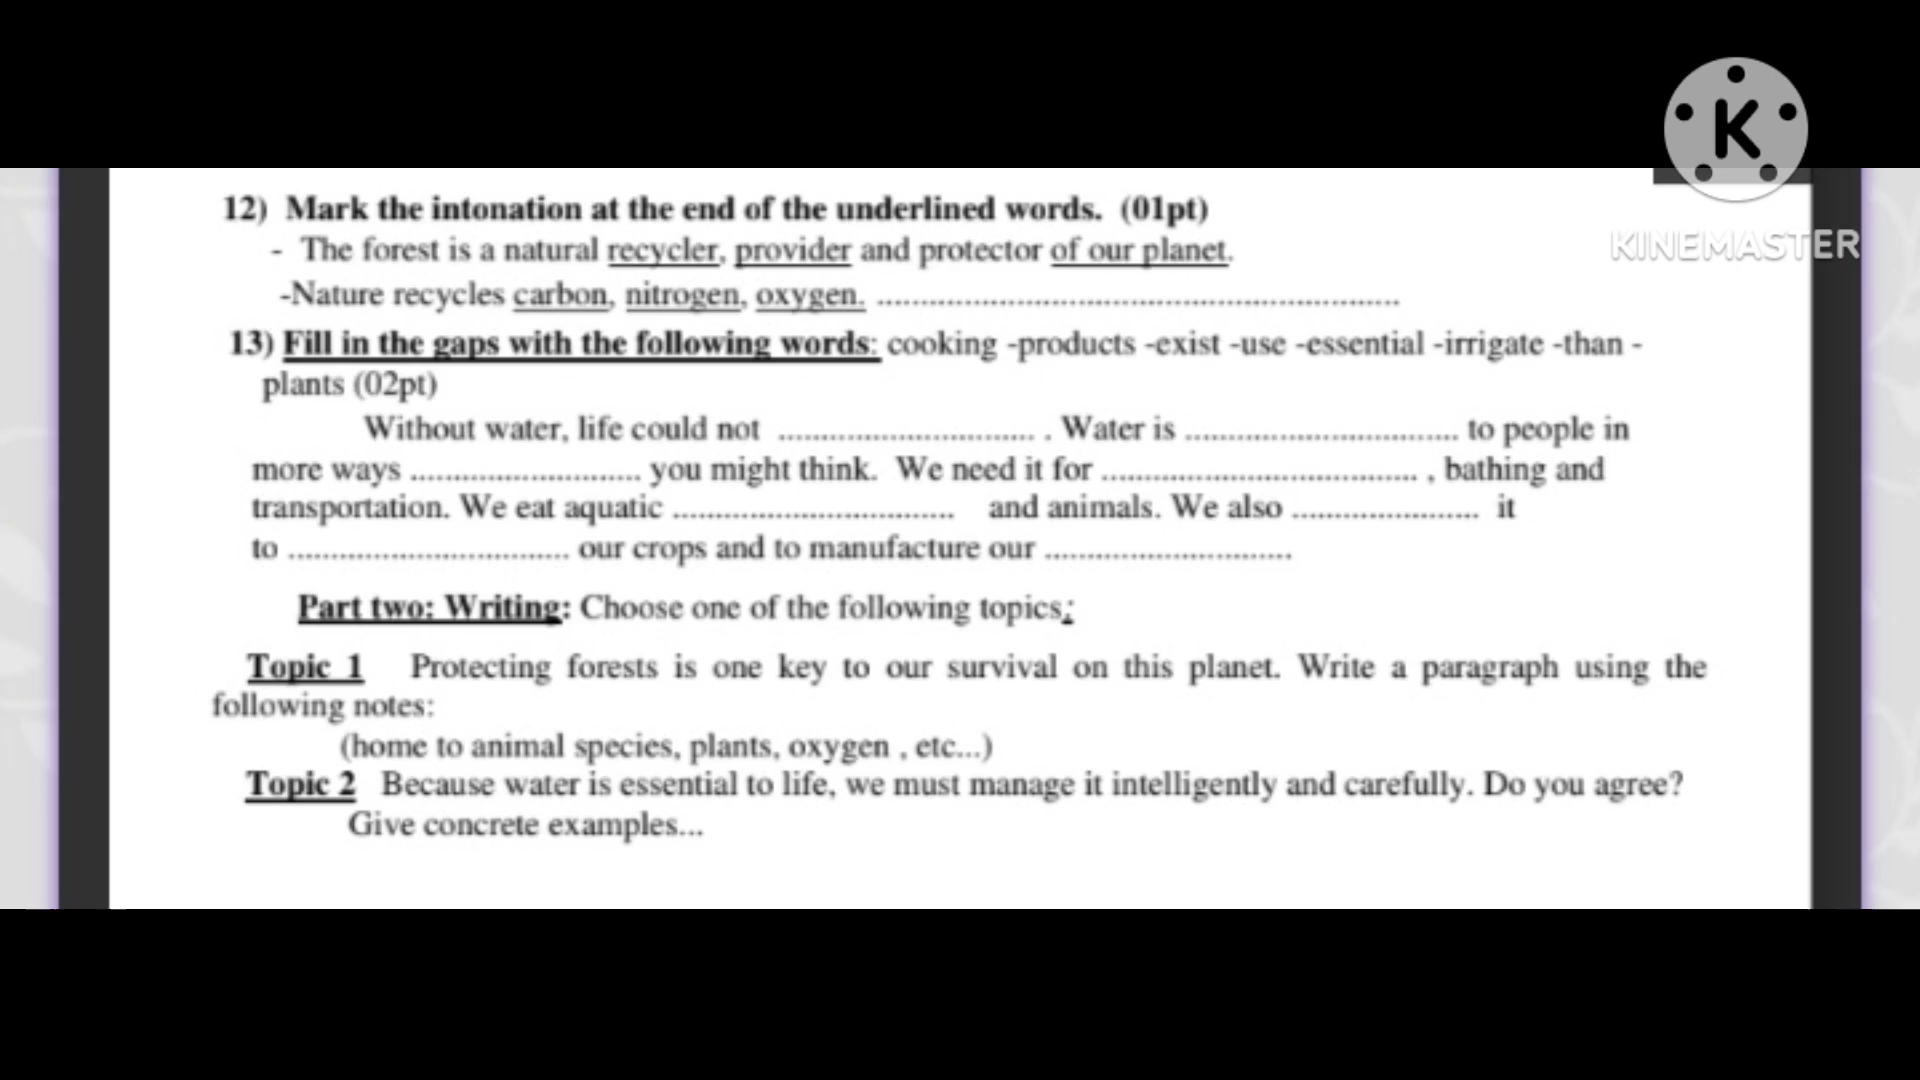 K
KINEMASTER
12) Mark the intonation at the end of the underlined words. (01pt)
- The forest is a natural recycler, provider and protector of our planet.
-Nature recycles carbon, nitrogen, oxygen. ................................................................
13) Fill in the gaps with the following words: cooking -products -exist -use -essential -irrigate -than -
plants (02pt)
Without water, life could not ................................ . Water is .................................. to people in
more ways ............................ you might think. We need it for ....................................... , bathing and
transportation. We eat aquatic ................................... and animals. We also ....................... it
to .................................. our crops and to manufacture our ..............................
Part two: Writing: Choose one of the following topics:
Topic 1 Protecting forests is one key to our survival on this planet. Write a paragraph using the
following notes:
(home to animal species, plants, oxygen , etc...)
Topic 2 Because water is essential to life, we must manage it intelligently and carefully. Do you agree?
Give concrete examples...